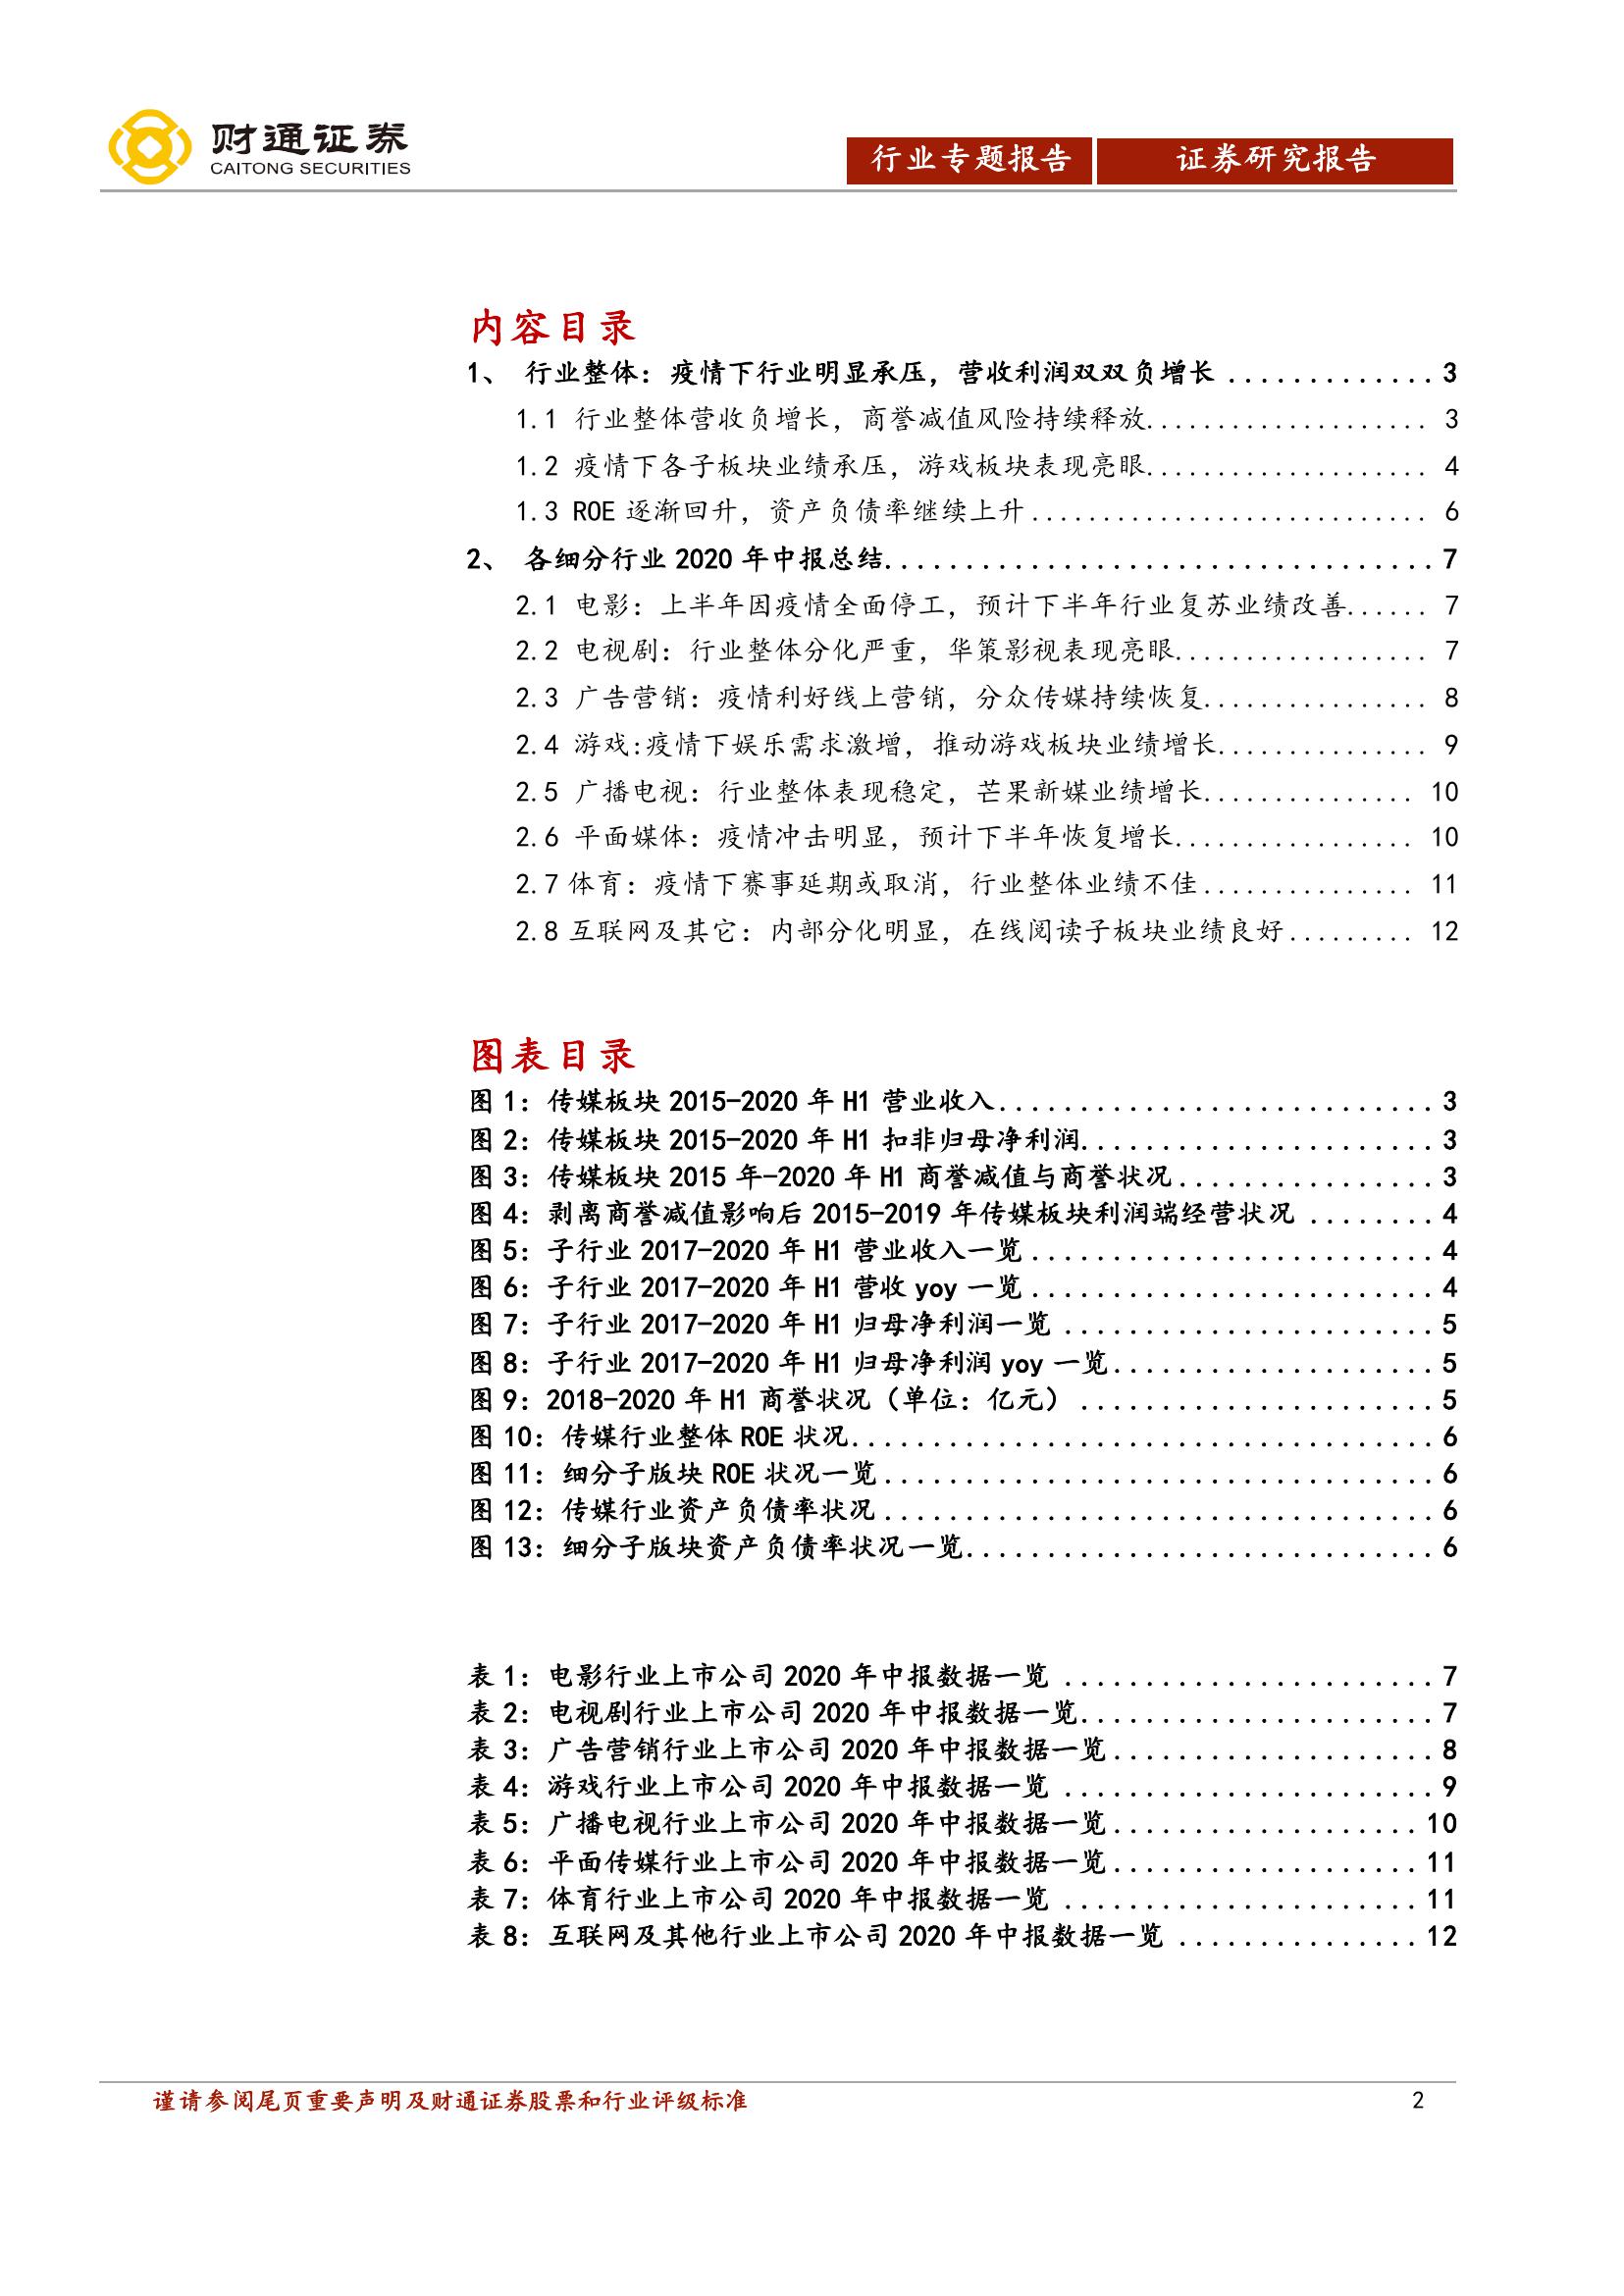 财通证券
CAITONG SECURITIES
行业专题报告 证券研究报告
内容目录
1、 行业整体：疫情下行业明显承压，营收利润双双负增长 ............. 3
1.1 行业整体营收负增长，商誉减值风险持续释放.................... 3
1.2 疫情下各子板块业绩承压，游戏板块表现亮眼.................... 4
1.3 ROE 逐渐回升，资产负债率继续上升............................ 6
2、 各细分行业 2020 年中报总结................................... 7
2.1 电影：上半年因疫情全面停工，预计下半年行业复苏业绩改善...... 7
2.2 电视剧：行业整体分化严重，华策影视表现亮眼.................. 7
2.3 广告营销：疫情利好线上营销，分众传媒持续恢复................ 8
2.4 游戏:疫情下娱乐需求激增，推动游戏板块业绩增长............... 9
2.5 广播电视：行业整体表现稳定，芒果新媒业绩增长............... 10
2.6 平面媒体：疫情冲击明显，预计下半年恢复增长................. 10
2.7 体育：疫情下赛事延期或取消，行业整体业绩不佳............... 11
2.8 互联网及其它：内部分化明显，在线阅读子板块业绩良好......... 12
图表目录
图 1：传媒板块 2015-2020 年 H1 营业收入........................... 3
图 2：传媒板块 2015-2020 年 H1 扣非归母净利润...................... 3
图 3：传媒板块 2015 年-2020 年 H1 商誉减值与商誉状况................ 3
图 4：剥离商誉减值影响后 2015-2019 年传媒板块利润端经营状况 ........ 4
图 5：子行业 2017-2020 年 H1 营业收入一览.......................... 4
图 6：子行业 2017-2020 年 H1 营收 yoy 一览.......................... 4
图 7：子行业 2017-2020 年 H1 归母净利润一览 ....................... 5
图 8：子行业 2017-2020 年 H1 归母净利润 yoy 一览.................... 5
图 9：2018-2020 年 H1 商誉状况（单位：亿元） ...................... 5
图 10：传媒行业整体 ROE 状况..................................... 6
图 11：细分子版块 ROE 状况一览................................... 6
图 12：传媒行业资产负债率状况................................... 6
图 13：细分子版块资产负债率状况一览.............................. 6
表 1：电影行业上市公司 2020 年中报数据一览 ....................... 7
表 2：电视剧行业上市公司 2020 年中报数据一览...................... 7
表 3：广告营销行业上市公司 2020 年中报数据一览.................... 8
表 4：游戏行业上市公司 2020 年中报数据一览 ....................... 9
表 5：广播电视行业上市公司 2020 年中报数据一览................... 10
表 6：平面传媒行业上市公司 2020 年中报数据一览................... 11
表 7：体育行业上市公司 2020 年中报数据一览 ...................... 11
表 8：互联网及其他行业上市公司 2020 年中报数据一览 ............... 12
谨请参阅尾页重要声明及财通证券股票和行业评级标准 2